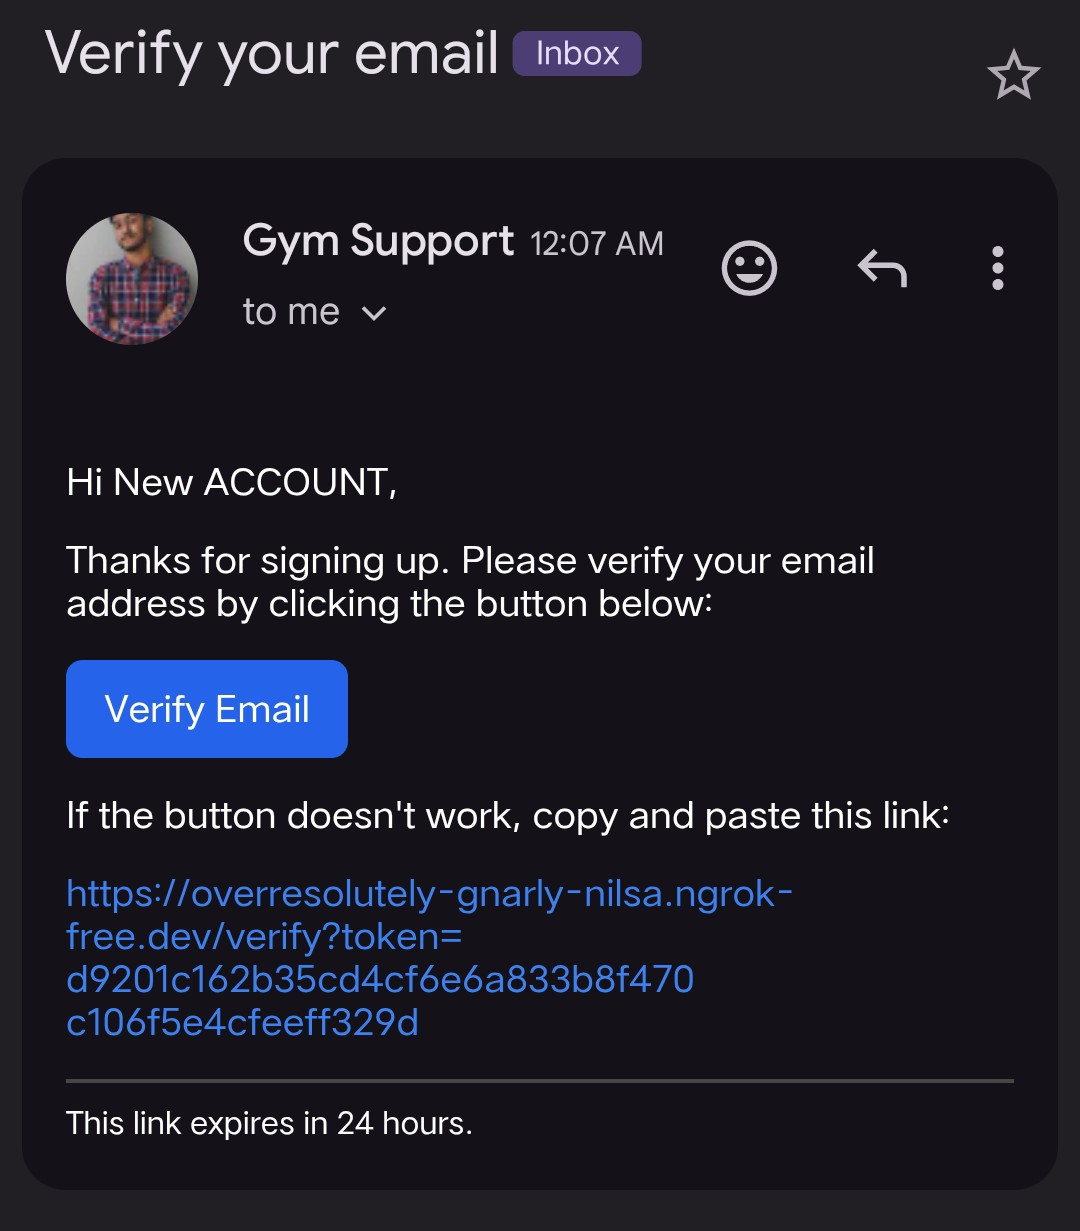 Verify your email Inbox
Gym Support 12:07 AM
to me
Hi New ACCOUNT,
Thanks for signing up. Please verify your email
address by clicking the button below:
Verify Email
If the button doesn't work, copy and paste this link:
https://overresolutely-gnarly-nilsa.ngrok-
free.dev/verify?token=
d9201c162b35cd4cf6e6a833b8f470
c106f5e4cfeeff329d
This link expires in 24 hours.